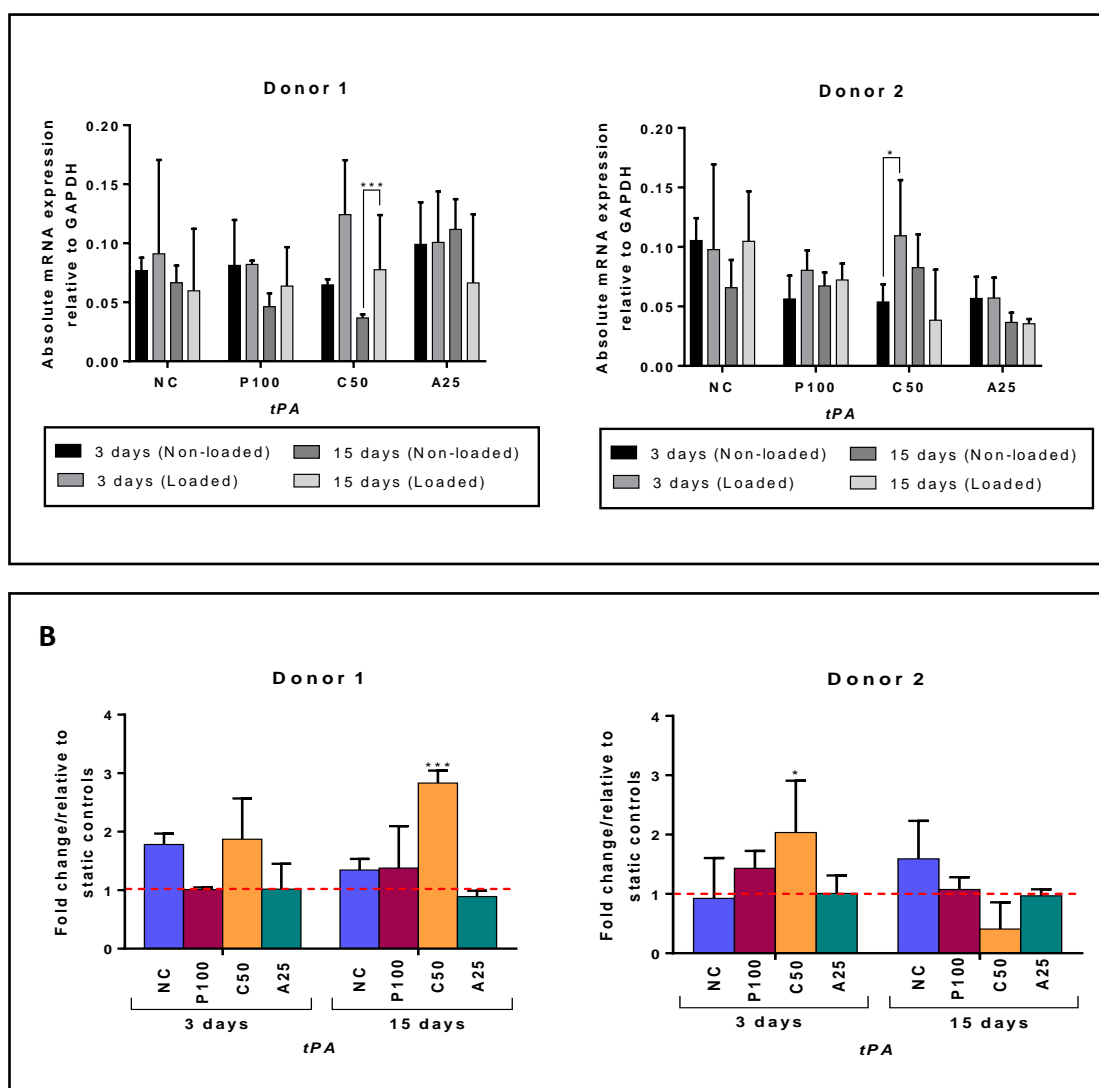 Donor 1
Absolute mRNA expression
relative to GAPDH
0.20
0.15
0.10
0.05
0.00
***
NC P100 C50 A25
tPA
3 days (Non-loaded) 15 days (Non-loaded)
3 days (Loaded) 15 days (Loaded)
Donor 2
Absolute mRNA expression
relative to GAPDH
0.20
0.15
0.10
0.05
0.00
*
NC P100 C50 A25
tPA
3 days (Non-loaded) 15 days (Non-loaded)
3 days (Loaded) 15 days (Loaded)
B
Donor 1
Fold change/relative to
static controls
4
3
2
1
0
***
NC P100 C50 A25 NC P100 C50 A25
3 days 15 days
tPA
Donor 2
Fold change/relative to
static controls
4
3
2
1
0
*
NC P100 C50 A25 NC P100 C50 A25
3 days 15 days
tPA